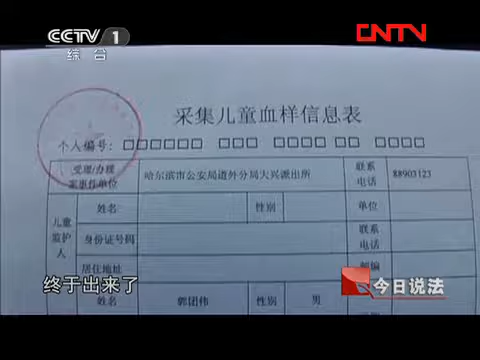 CCTV 1
综合
CNTV
采集儿童血样信息表
个人编号：□□□□□□ □□□ □□□□ □□ □□□□
受理/办理案事件单位 哈尔滨市公安局道外分局大兴派出所 联系电话 88903123
儿童监护人
姓名 性别 单位
身份证号码 联系电话
居住地址 邮编
姓名 郭团伟 性别 男
终于出来了
今日说法